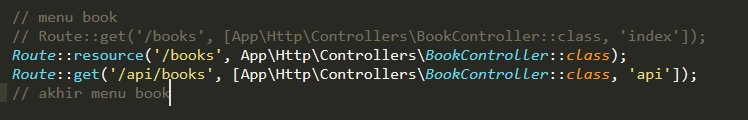 // menu book
// Route::get('/books', [App\Http\Controllers\BookController::class, 'index']);
Route::resource('/books', App\Http\Controllers\BookController::class);
Route::get('/api/books', [App\Http\Controllers\BookController::class, 'api']);
// akhir menu book